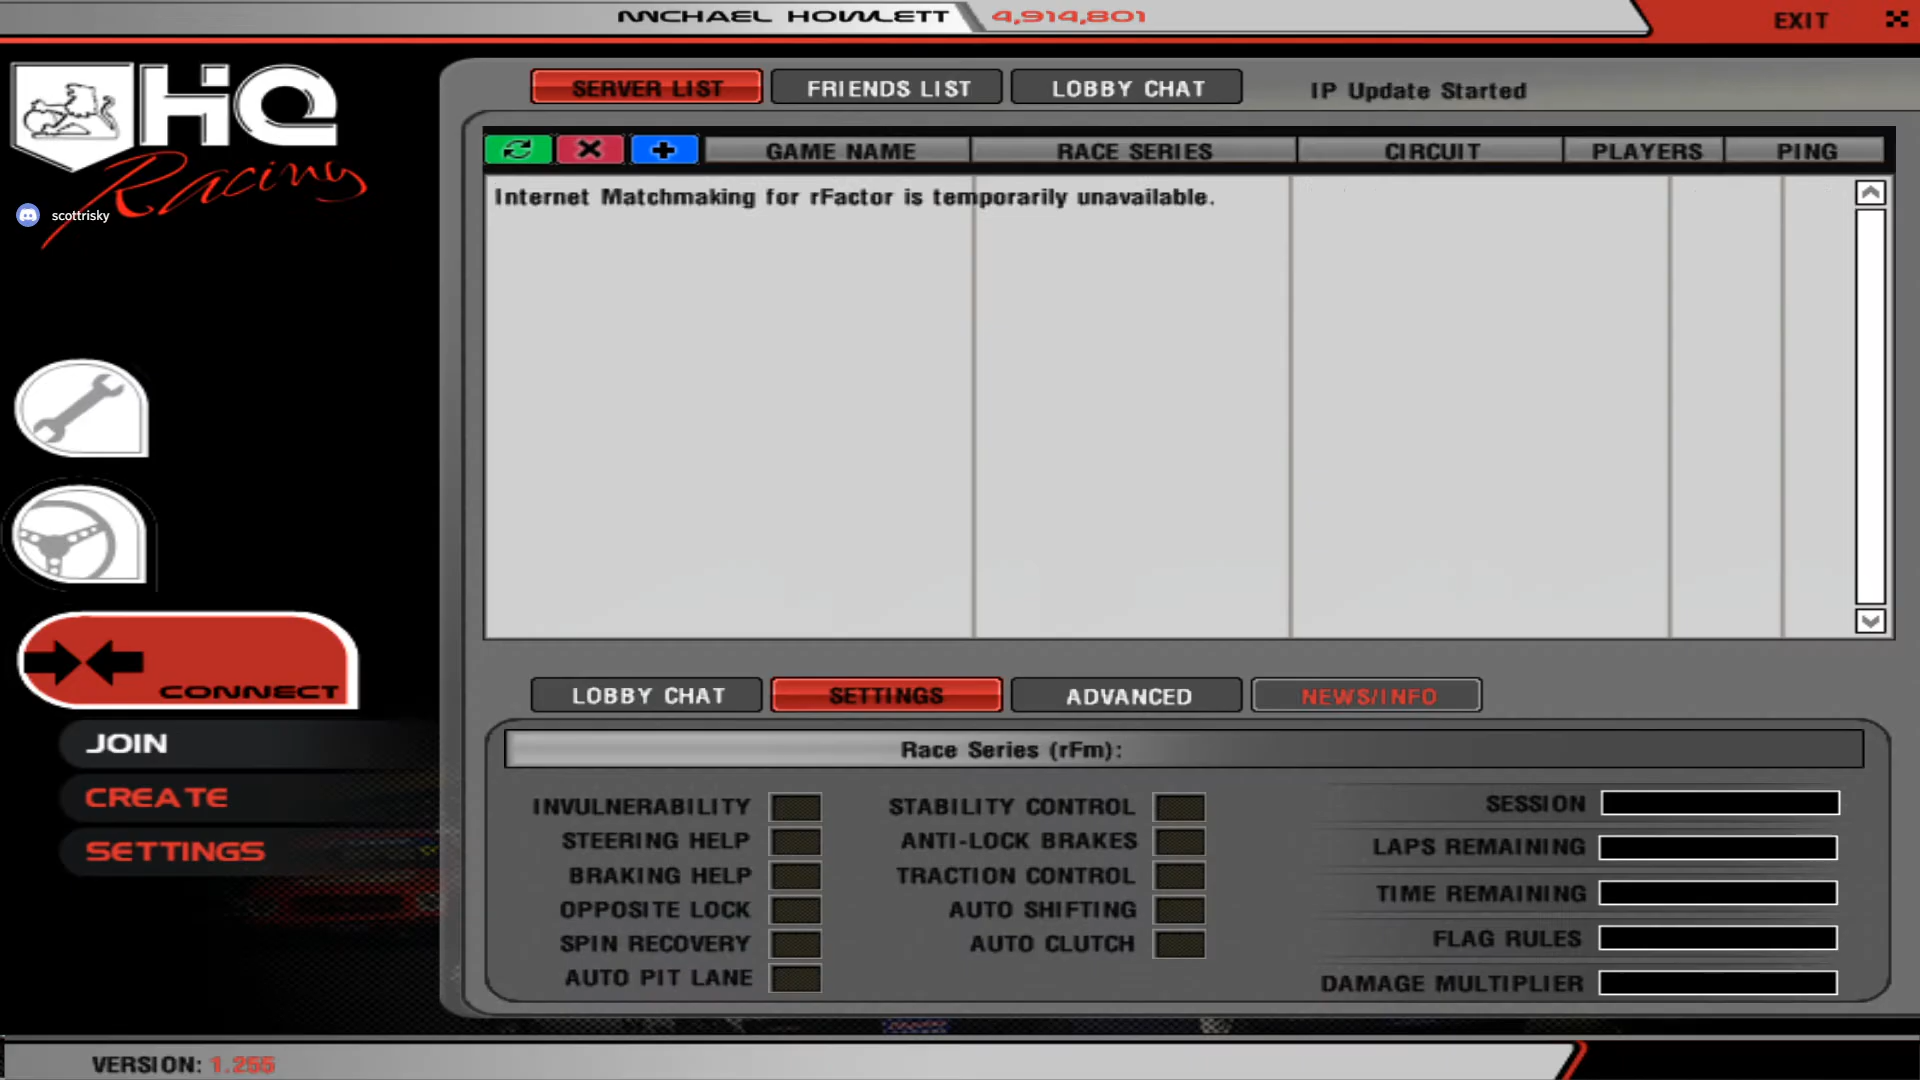 MICHAEL HOWLETT 4,914,801
EXIT
HQ
Racing
scottrisky
SERVER LIST
FRIENDS LIST
LOBBY CHAT
IP Update Started
GAME NAME
RACE SERIES
CIRCUIT
PLAYERS
PING
Internet Matchmaking for rFactor is temporarily unavailable.
CONNECT
JOIN
CREATE
SETTINGS
LOBBY CHAT
SETTINGS
ADVANCED
NEWS/INFO
Race Series (rFm):
INVULNERABILITY
STEERING HELP
BRAKING HELP
OPPOSITE LOCK
SPIN RECOVERY
AUTO PIT LANE
STABILITY CONTROL
ANTI-LOCK BRAKES
TRACTION CONTROL
AUTO SHIFTING
AUTO CLUTCH
SESSION
LAPS REMAINING
TIME REMAINING
FLAG RULES
DAMAGE MULTIPLIER
VERSION: 1.255